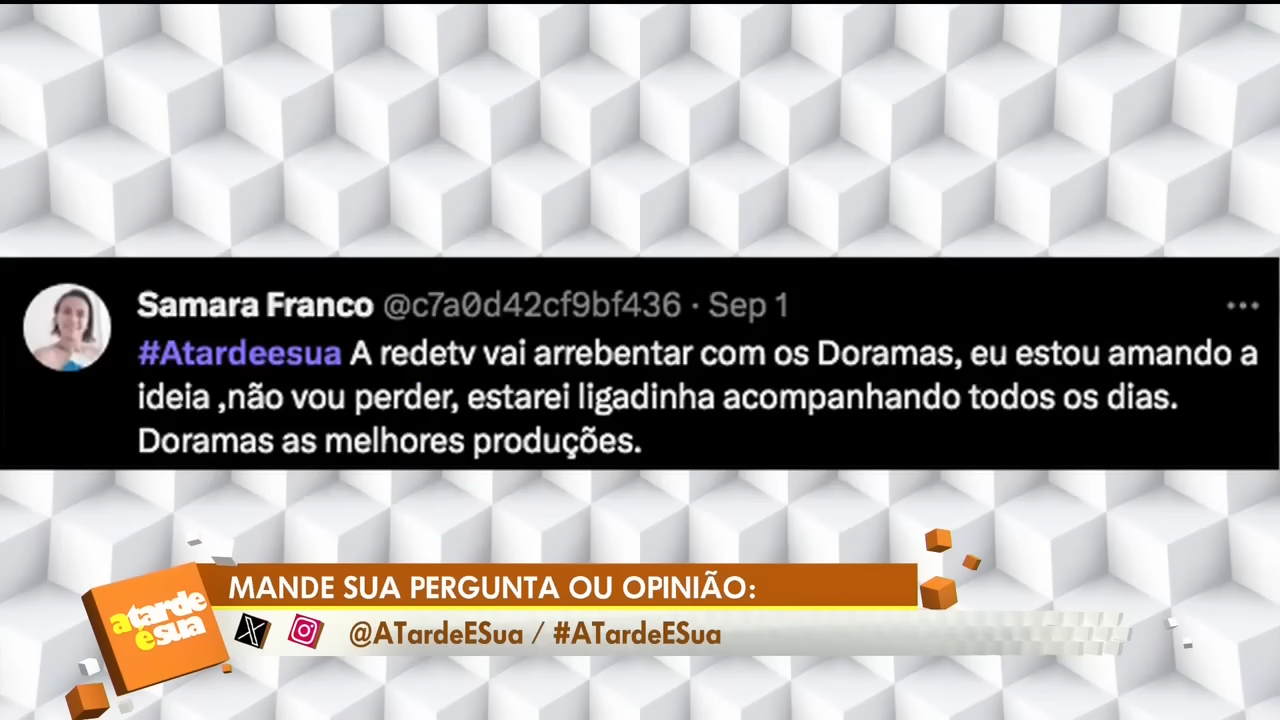 Samara Franco @c7a0d42cf9bf436 · Sep 1
#Atardeesua A redetv vai arrebentar com os Doramas, eu estou amando a
ideia ,não vou perder, estarei ligadinha acompanhando todos os dias.
Doramas as melhores produções.
MANDE SUA PERGUNTA OU OPINIÃO:
a tarde
é sua
@ATardeESua / #ATardeESua